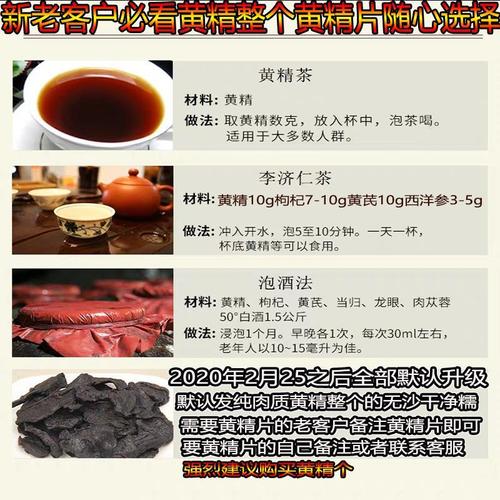 新老客户必看黄精整个黄精片随心选择
黄精茶
材料：黄精
做法：取黄精数克，放入杯中，泡茶喝。
适用于大多数人群。
李济仁茶
材料：黄精10g枸杞7-10g黄芪10g西洋参3-5g
做法：冲入开水，泡5至10分钟。一天一杯，
杯底黄精等可以食用。
泡酒法
材料：黄精、枸杞、黄芪、当归、龙眼、肉苁蓉
50°白酒1.5公斤
做法：浸泡1个月。早晚各1次，每次30ml左右，
老年人以10~15毫升为佳。
2020年2月25之后全部默认升级
默认发纯肉质黄精整个的无沙干净糯
需要黄精片的老客户备注黄精片即可
要黄精片的自己备注或者联系客服
强烈建议购买黄精个